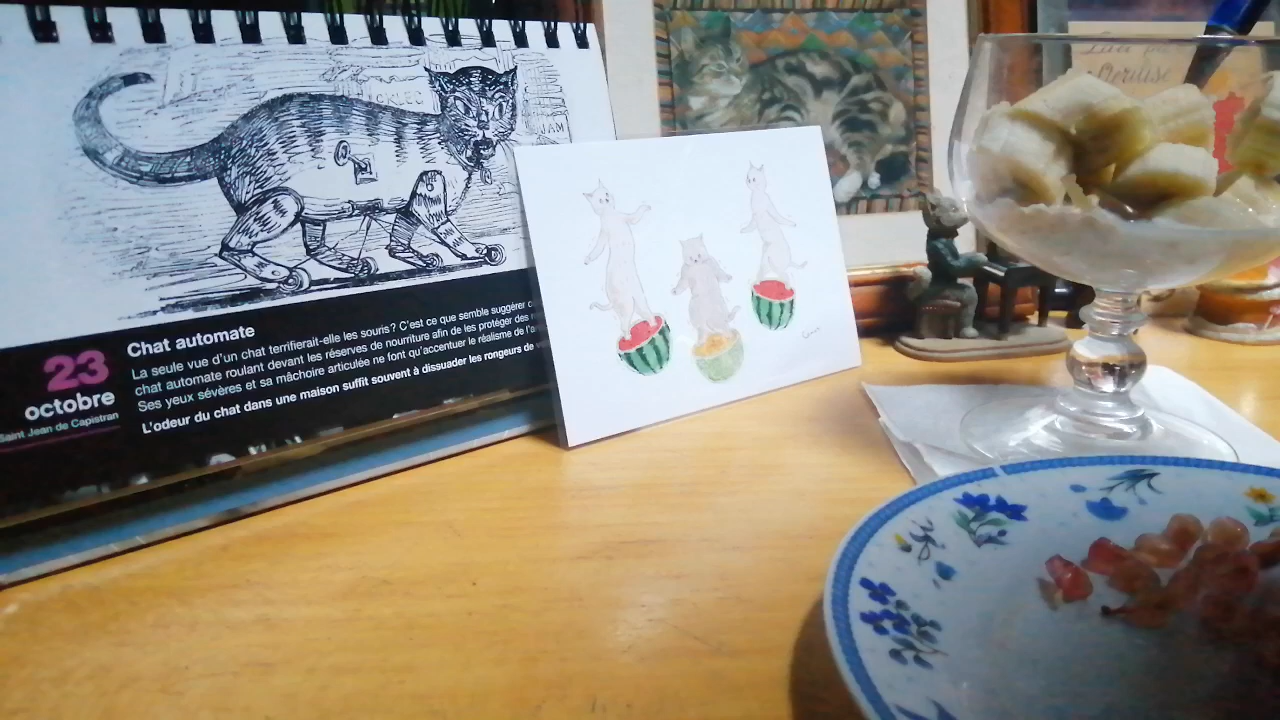 JAM
Chat automate
La seule vue d'un chat terrifierait-elle les souris? C'est ce que semble suggérer
chat automate roulant devant les réserves de nourriture afin de les protéger des
Ses yeux sévères et sa mâchoire articulée ne font qu'accentuer le réalisme de
L'odeur du chat dans une maison suffit souvent à dissuader les rongeurs de
23
octobre
Saint Jean de Capistran